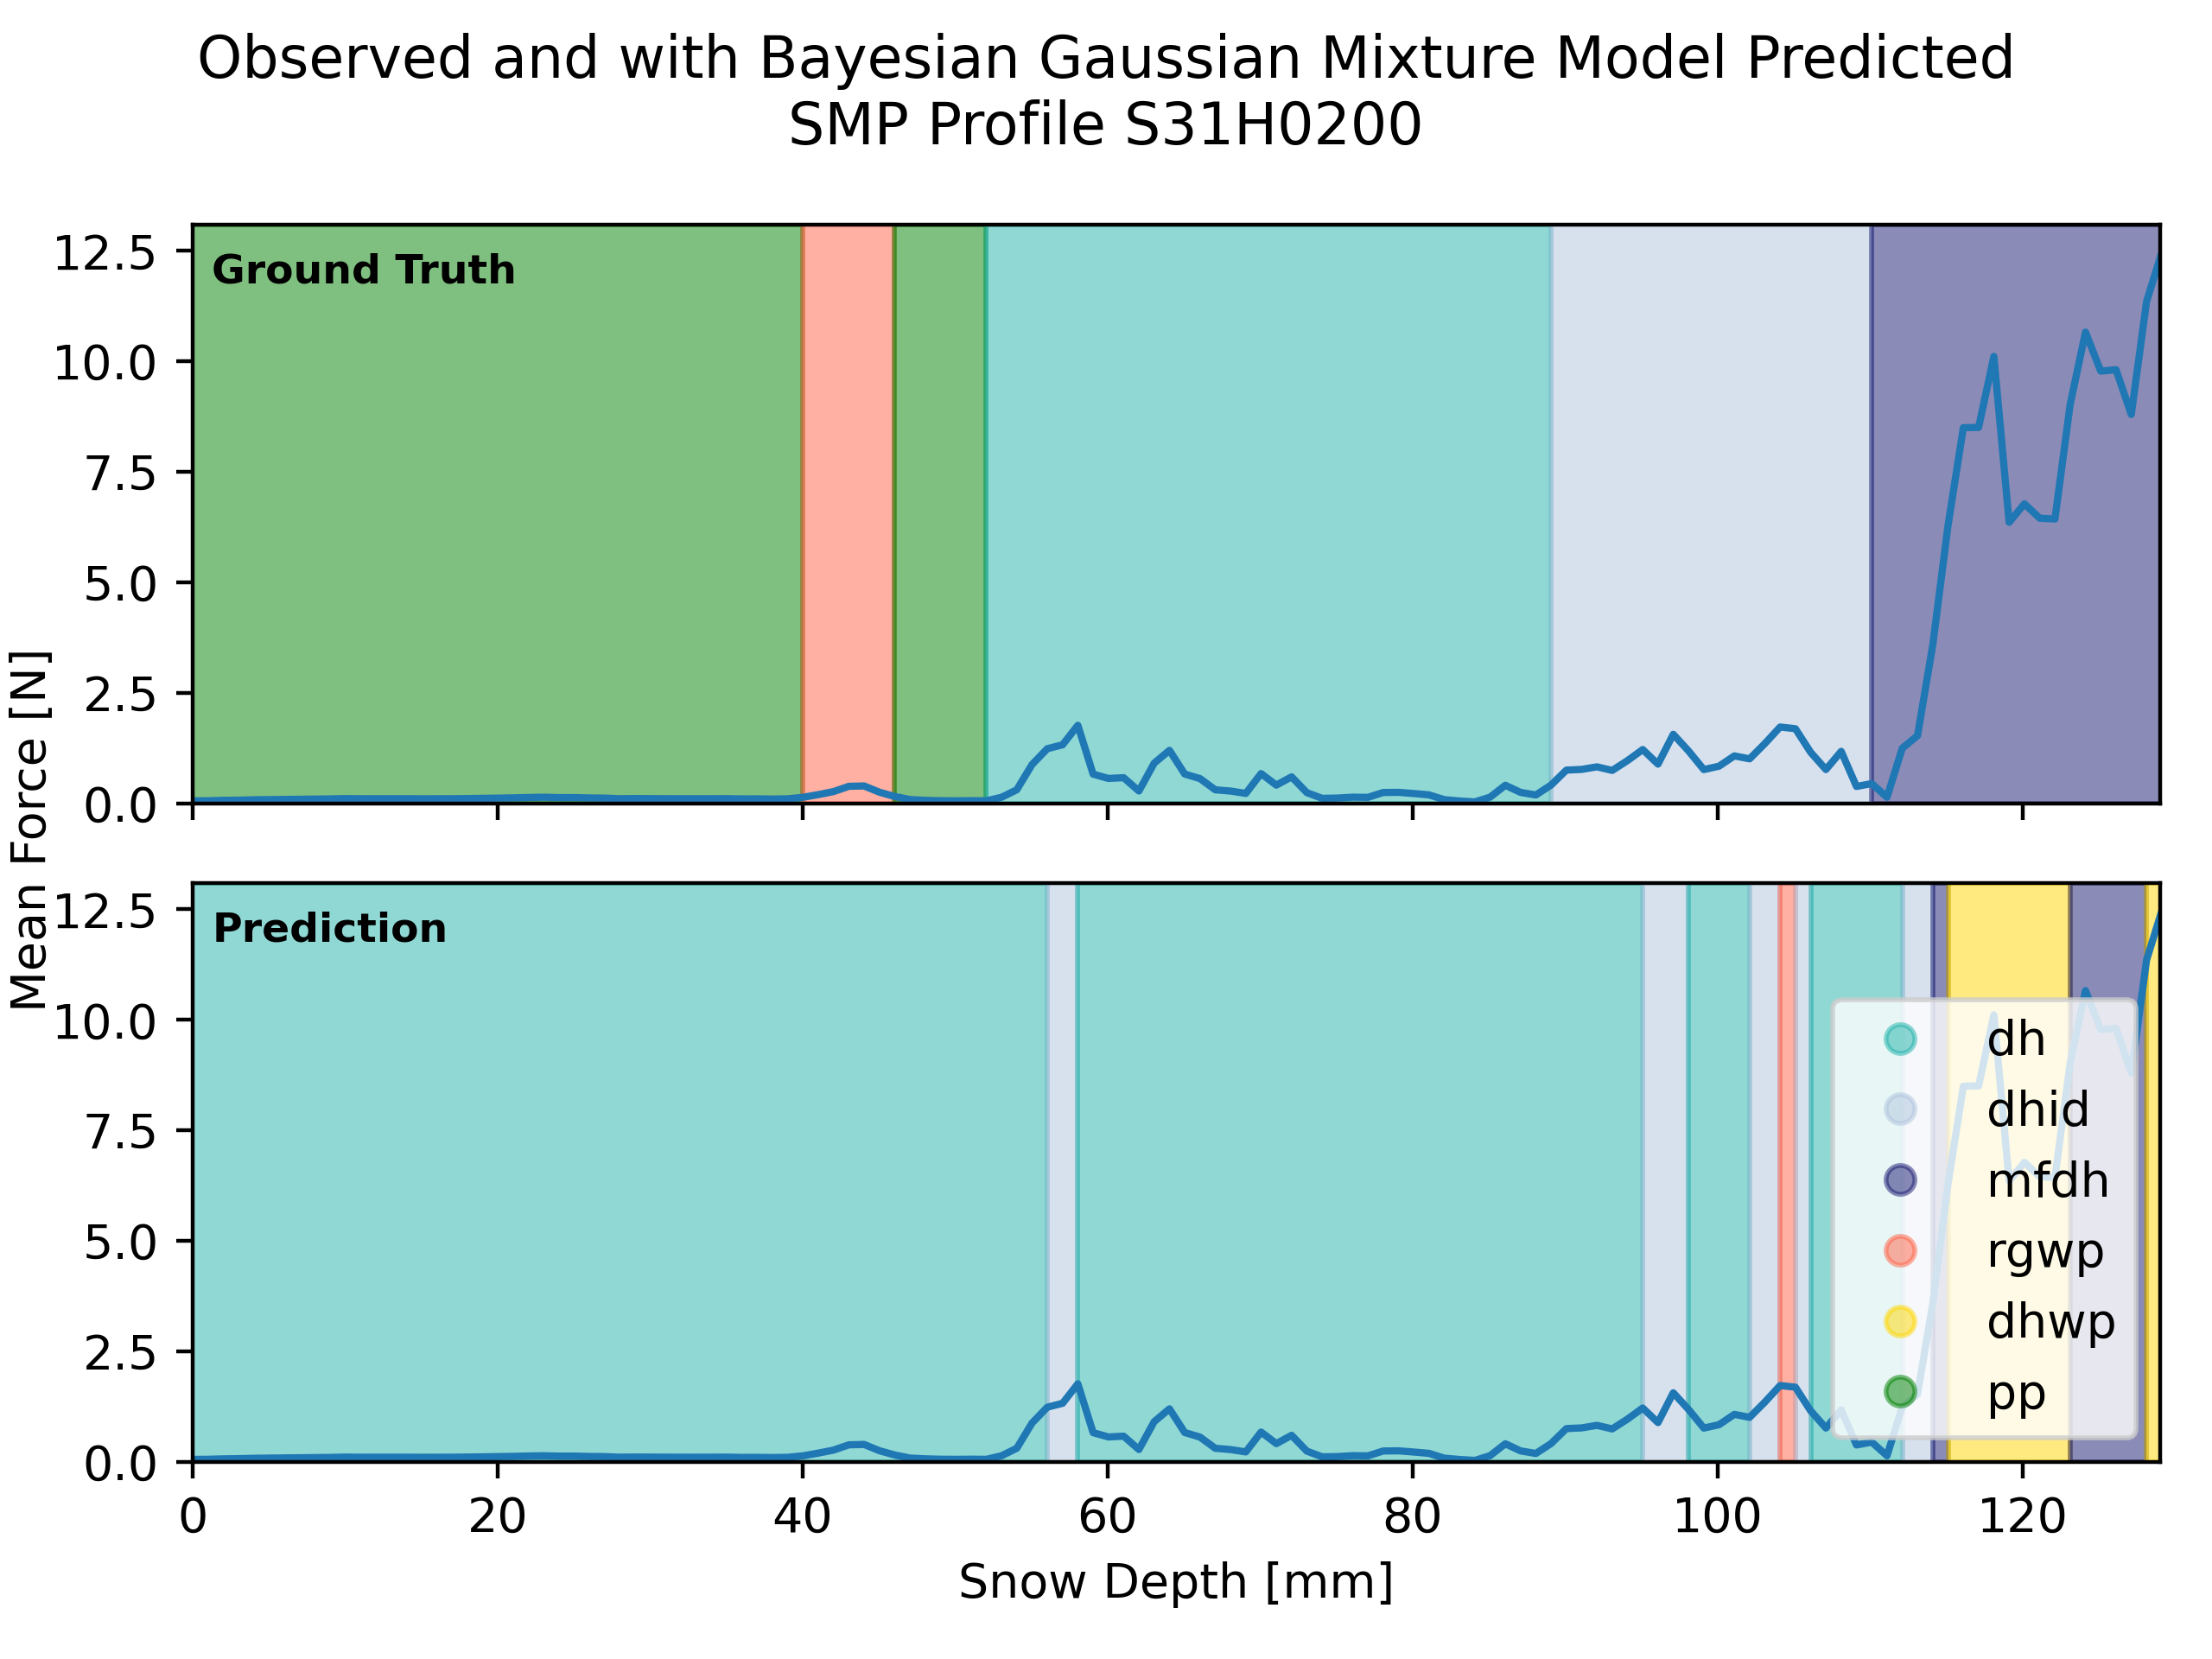 Observed and with Bayesian Gaussian Mixture Model Predicted
SMP Profile S31H0200
Mean Force [N]
12.5
10.0
7.5
5.0
2.5
0.0
Ground Truth
12.5
10.0
7.5
5.0
2.5
0.0
Prediction
dh
dhid
mfdh
rgwp
dhwp
pp
0 20 40 60 80 100 120
Snow Depth [mm]